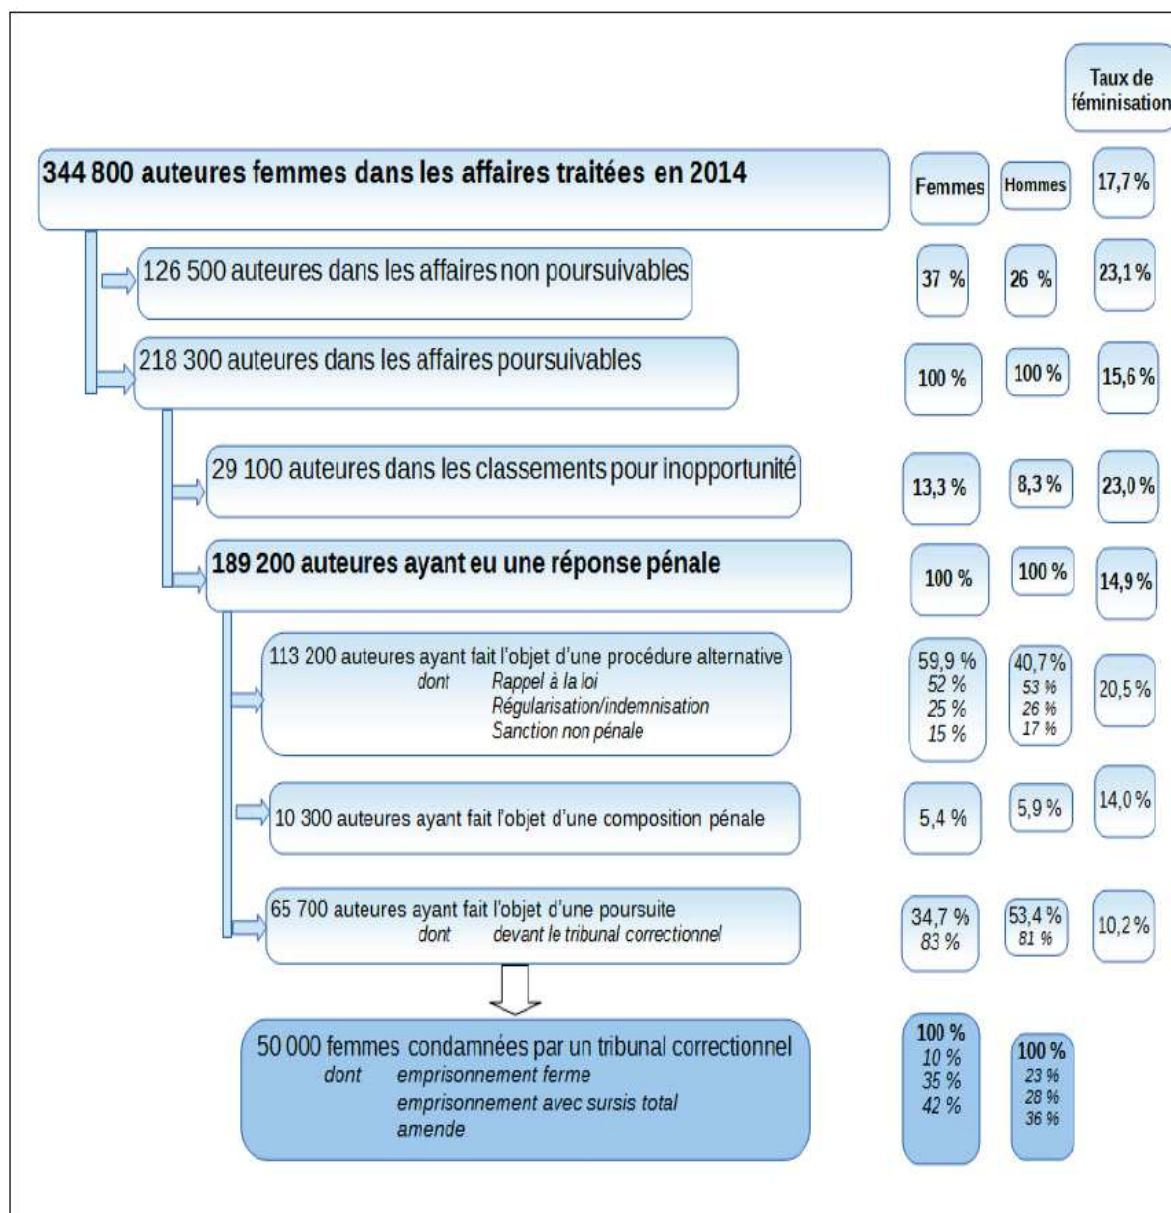 Taux de
féminisation
344 800 auteures femmes dans les affaires traitées en 2014
Femmes
Hommes
17,7 %
126 500 auteures dans les affaires non poursuivables
37 %
26 %
23,1 %
218 300 auteures dans les affaires poursuivables
100 %
100 %
15,6 %
29 100 auteures dans les classements pour inopportunité
13,3 %
8,3 %
23,0 %
189 200 auteures ayant eu une réponse pénale
100 %
100 %
14,9 %
113 200 auteures ayant fait l'objet d'une procédure alternative
dont Rappel à la loi
Régularisation/indemnisation
Sanction non pénale
59,9 %
52 %
25 %
15 %
40,7 %
53 %
26 %
17 %
20,5 %
10 300 auteures ayant fait l'objet d'une composition pénale
5,4 %
5,9 %
14,0 %
65 700 auteures ayant fait l'objet d'une poursuite
dont devant le tribunal correctionnel
34,7 %
83 %
53,4 %
81 %
10,2 %
50 000 femmes condamnées par un tribunal correctionnel
dont emprisonnement ferme
emprisonnement avec sursis total
amende
100 %
10 %
35 %
42 %
100 %
23 %
28 %
36 %